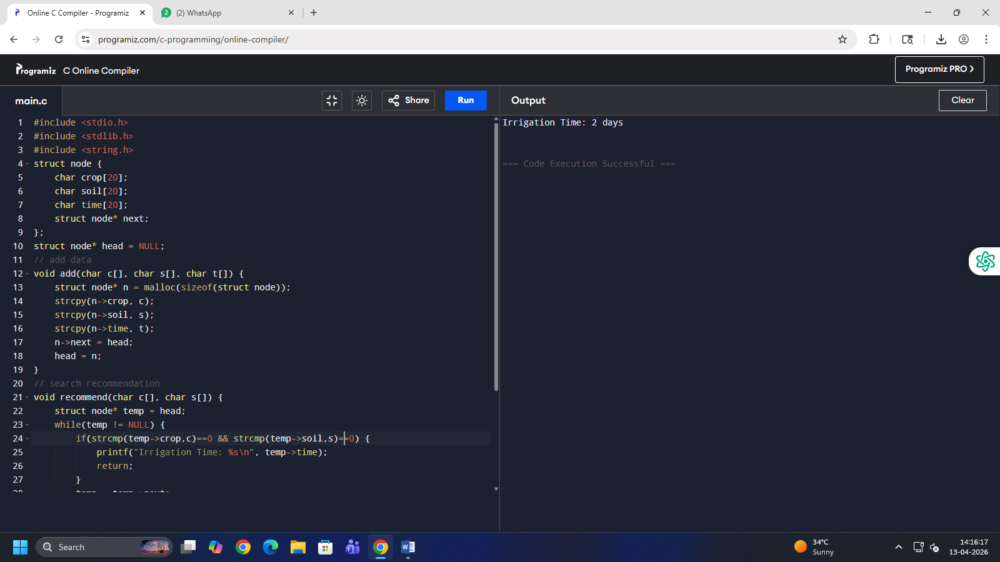 Online C Compiler - Programiz
2 (2) WhatsApp
programiz.com/c-programming/online-compiler/
Programiz C Online Compiler
Programiz PRO ❯
main.c
Share
Run
Output
Clear
1 #include <stdio.h>
2 #include <stdlib.h>
3 #include <string.h>
4 struct node {
5 char crop[20];
6 char soil[20];
7 char time[20];
8 struct node* next;
9 };
10 struct node* head = NULL;
11 // add data
12 void add(char c[], char s[], char t[]) {
13 struct node* n = malloc(sizeof(struct node));
14 strcpy(n->crop, c);
15 strcpy(n->soil, s);
16 strcpy(n->time, t);
17 n->next = head;
18 head = n;
19 }
20 // search recommendation
21 void recommend(char c[], char s[]) {
22 struct node* temp = head;
23 while(temp != NULL) {
24 if(strcmp(temp->crop,c)==0 && strcmp(temp->soil,s)==0) {
25 printf("Irrigation Time: %s\n", temp->time);
26 return;
27 }
Irrigation Time: 2 days
=== Code Execution Successful ===
Search
34°C
Sunny
14:16:17
13-04-2026